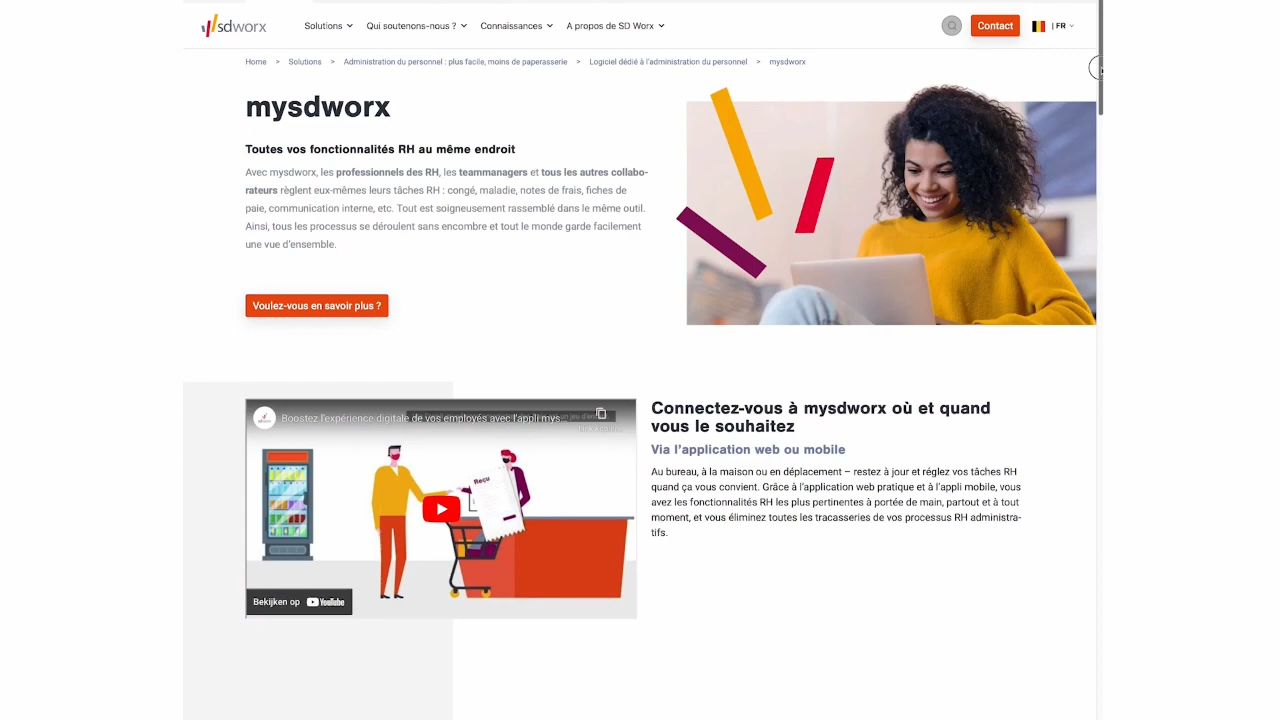 sdworx
Solutions
Qui soutenons-nous ?
Connaissances
A propos de SD Worx
Contact
| FR
Home > Solutions > Administration du personnel : plus facile, moins de paperasserie > Logiciel dédié à l'administration du personnel > mysdworx
mysdworx
Toutes vos fonctionnalités RH au même endroit
Avec mysdworx, les professionnels des RH, les teammanagers et tous les autres collabo-
rateurs règlent eux-mêmes leurs tâches RH : congé, maladie, notes de frais, fiches de
paie, communication interne, etc. Tout est soigneusement rassemblé dans le même outil.
Ainsi, tous les processus se déroulent sans encombre et tout le monde garde facilement
une vue d'ensemble.
Voulez-vous en savoir plus ?
Boostez l'expérience digitale de vos employés avec l'appli mys...
Reçu
Bekijken op YouTube
Connectez-vous à mysdworx où et quand
vous le souhaitez
Via l'application web ou mobile
Au bureau, à la maison ou en déplacement – restez à jour et réglez vos tâches RH
quand ça vous convient. Grâce à l'application web pratique et à l'appli mobile, vous
avez les fonctionnalités RH les plus pertinentes à portée de main, partout et à tout
moment, et vous éliminez toutes les tracasseries de vos processus RH administra-
tifs.